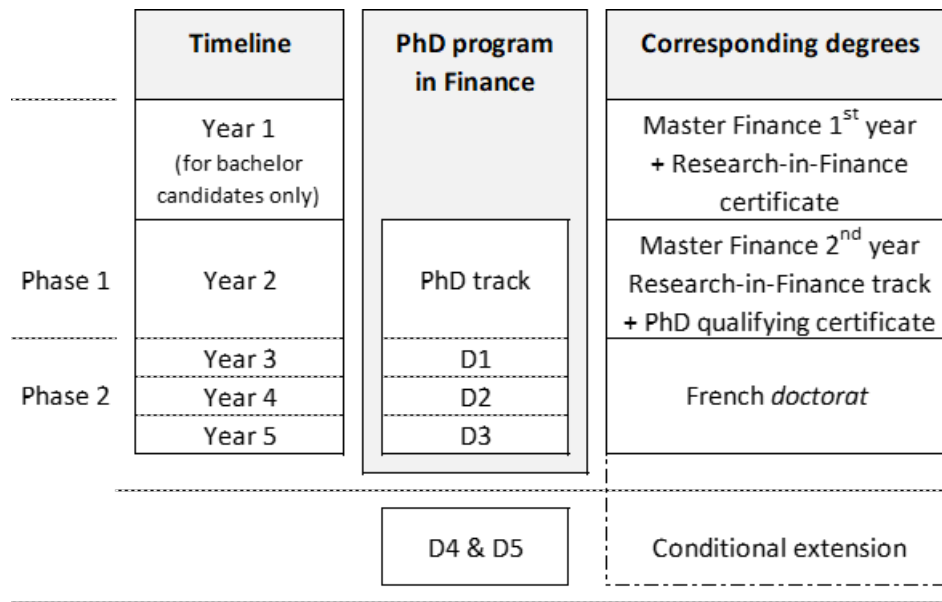 Timeline
PhD program
in Finance
Corresponding degrees
Year 1
(for bachelor
candidates only)
Master Finance 1st year
+ Research-in-Finance
certificate
Phase 1
Year 2
PhD track
Master Finance 2nd year
Research-in-Finance track
+ PhD qualifying certificate
Phase 2
Year 3
D1
Year 4
D2
Year 5
D3
French doctorat
D4 & D5
Conditional extension